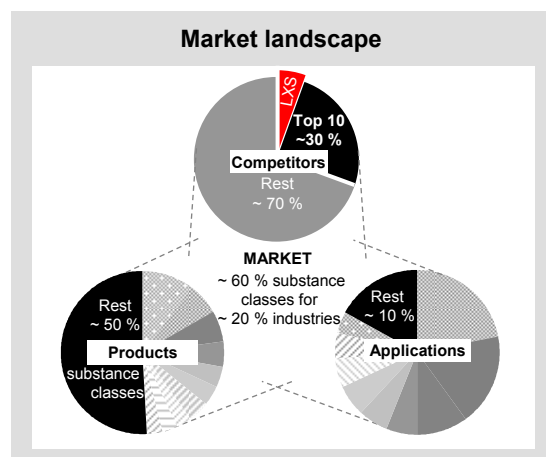 Market landscape
LXS
Top 10
~30 %
Competitors
Rest
~ 70 %
MARKET
~ 60 % substance
classes for
~ 20 % industries
Rest
~ 50 %
Products
substance
classes
Rest
~ 10 %
Applications